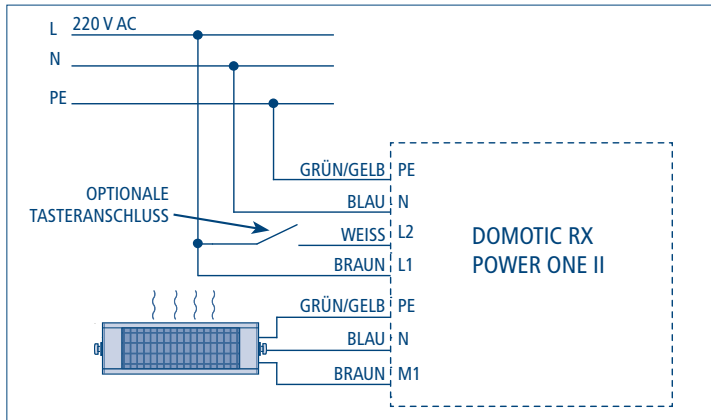 L 220 V AC
N
PE
GRÜN/GELB PE
BLAU N
OPTIONALE
TASTERANSCHLUSS
WEISS L2
BRAUN L1
DOMOTIC RX
POWER ONE II
GRÜN/GELB PE
BLAU N
BRAUN M1